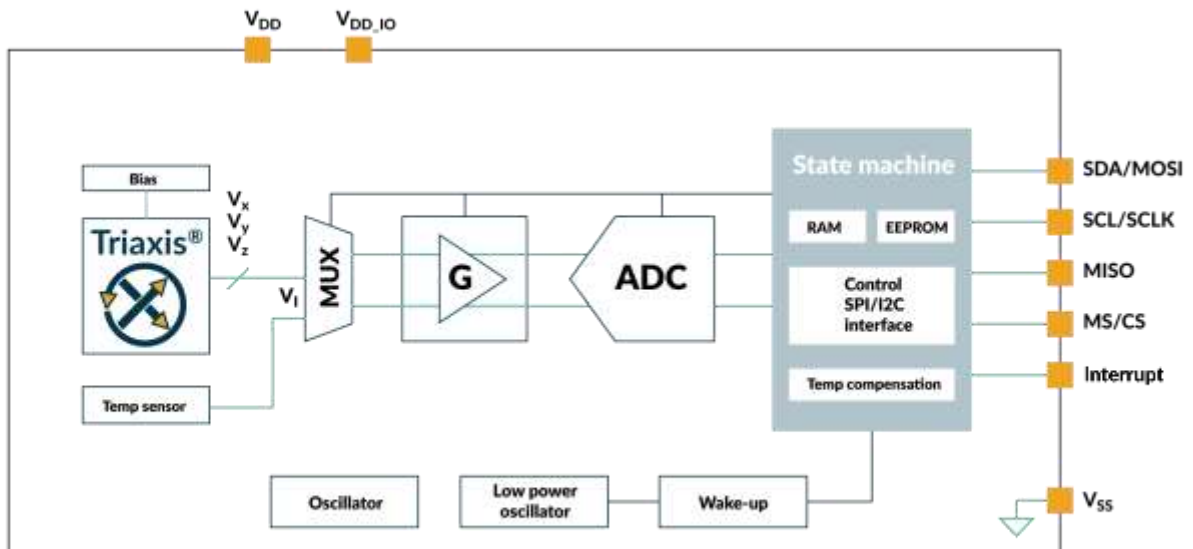 VDD
VDD_IO
State machine
SDA/MOSI
Bias
Vx
Vy
Vz
Triaxis®
RAM
EEPROM
SCL/SCLK
MUX
G
ADC
MISO
VI
Control
SPI/I2C
interface
MS/CS
Interrupt
Temp sensor
Temp compensation
Oscillator
Low power
oscillator
Wake-up
VSS